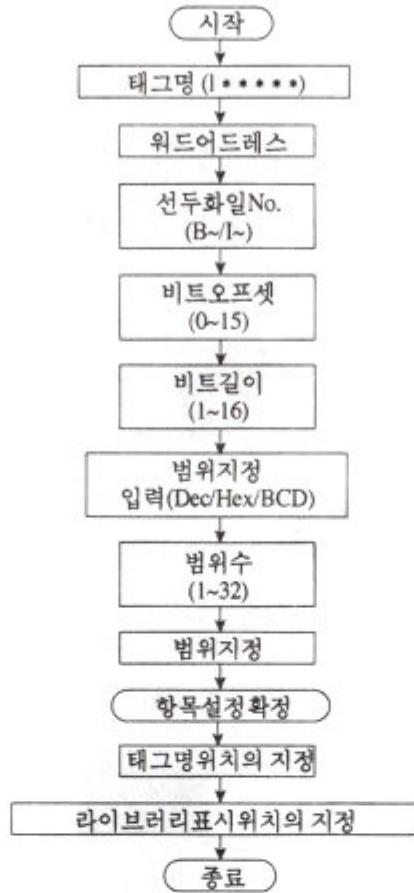 시작
태그명 (1 * * * * *)
워드어드레스
선두화일No.
(B~/I~)
비트오프셋
(0~15)
비트길이
(1~16)
범위지정
입력(Dec/Hex/BCD)
범위수
(1~32)
범위지정
항목설정확정
태그명위치의 지정
라이브러리표시위치의 지정
종료